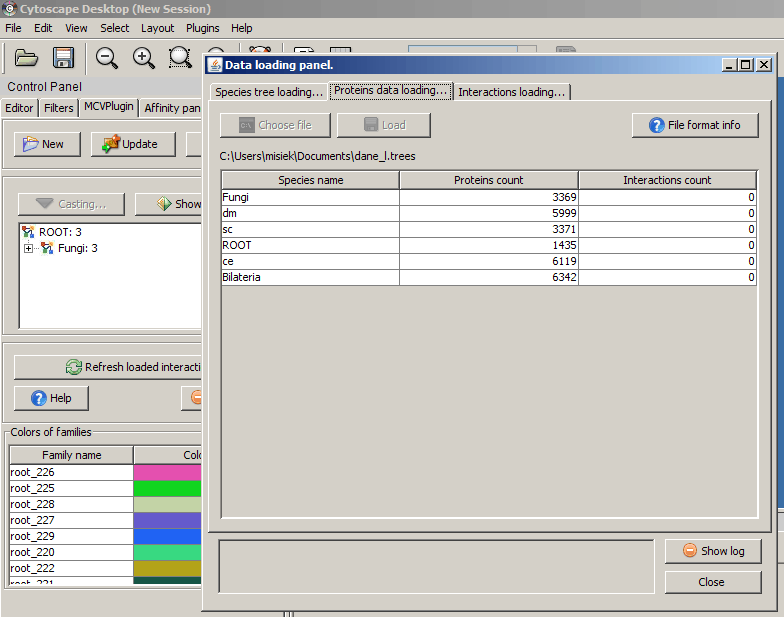 Cytoscape Desktop (New Session)
File Edit View Select Layout Plugins Help
Control Panel
Editor Filters MCVPlugin Affinity pan
New Update
Casting... Show
ROOT: 3
Fungi: 3
Refresh loaded interacti
Help
Colors of families
Family name Colo
root_226
root_225
root_228
root_227
root_229
root_220
root_222
root_221
Data loading panel.
Species tree loading... Proteins data loading... Interactions loading...
Choose file Load File format info
C:\Users\misiek\Documents\dane_l.trees
Species name Proteins count Interactions count
Fungi 3369 0
dm 5999 0
sc 3371 0
ROOT 1435 0
ce 6119 0
Bilateria 6342 0
Show log
Close